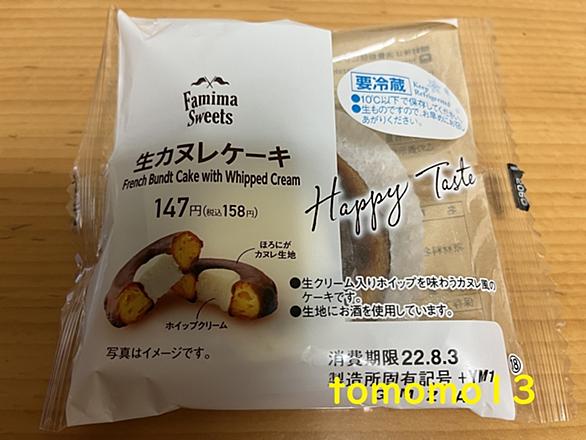 Famima
Sweets
生カヌレケーキ
French Bundt Cake with Whipped Cream
147円(税込158円)
ほろにが
カヌレ生地
ホイップクリーム
写真はイメージです。
要冷蔵
Keep
Refrigerated
●10℃以下で保存してください。
●生ものですので、お早めにお召し
あがりください。
Happy Taste
●生クリーム入りホイップを味わうカヌレ風の
ケーキです。
●生地にお酒を使用しています。
消費期限22.8.3
製造所固有記号 +YM1
⑱
tomomo13